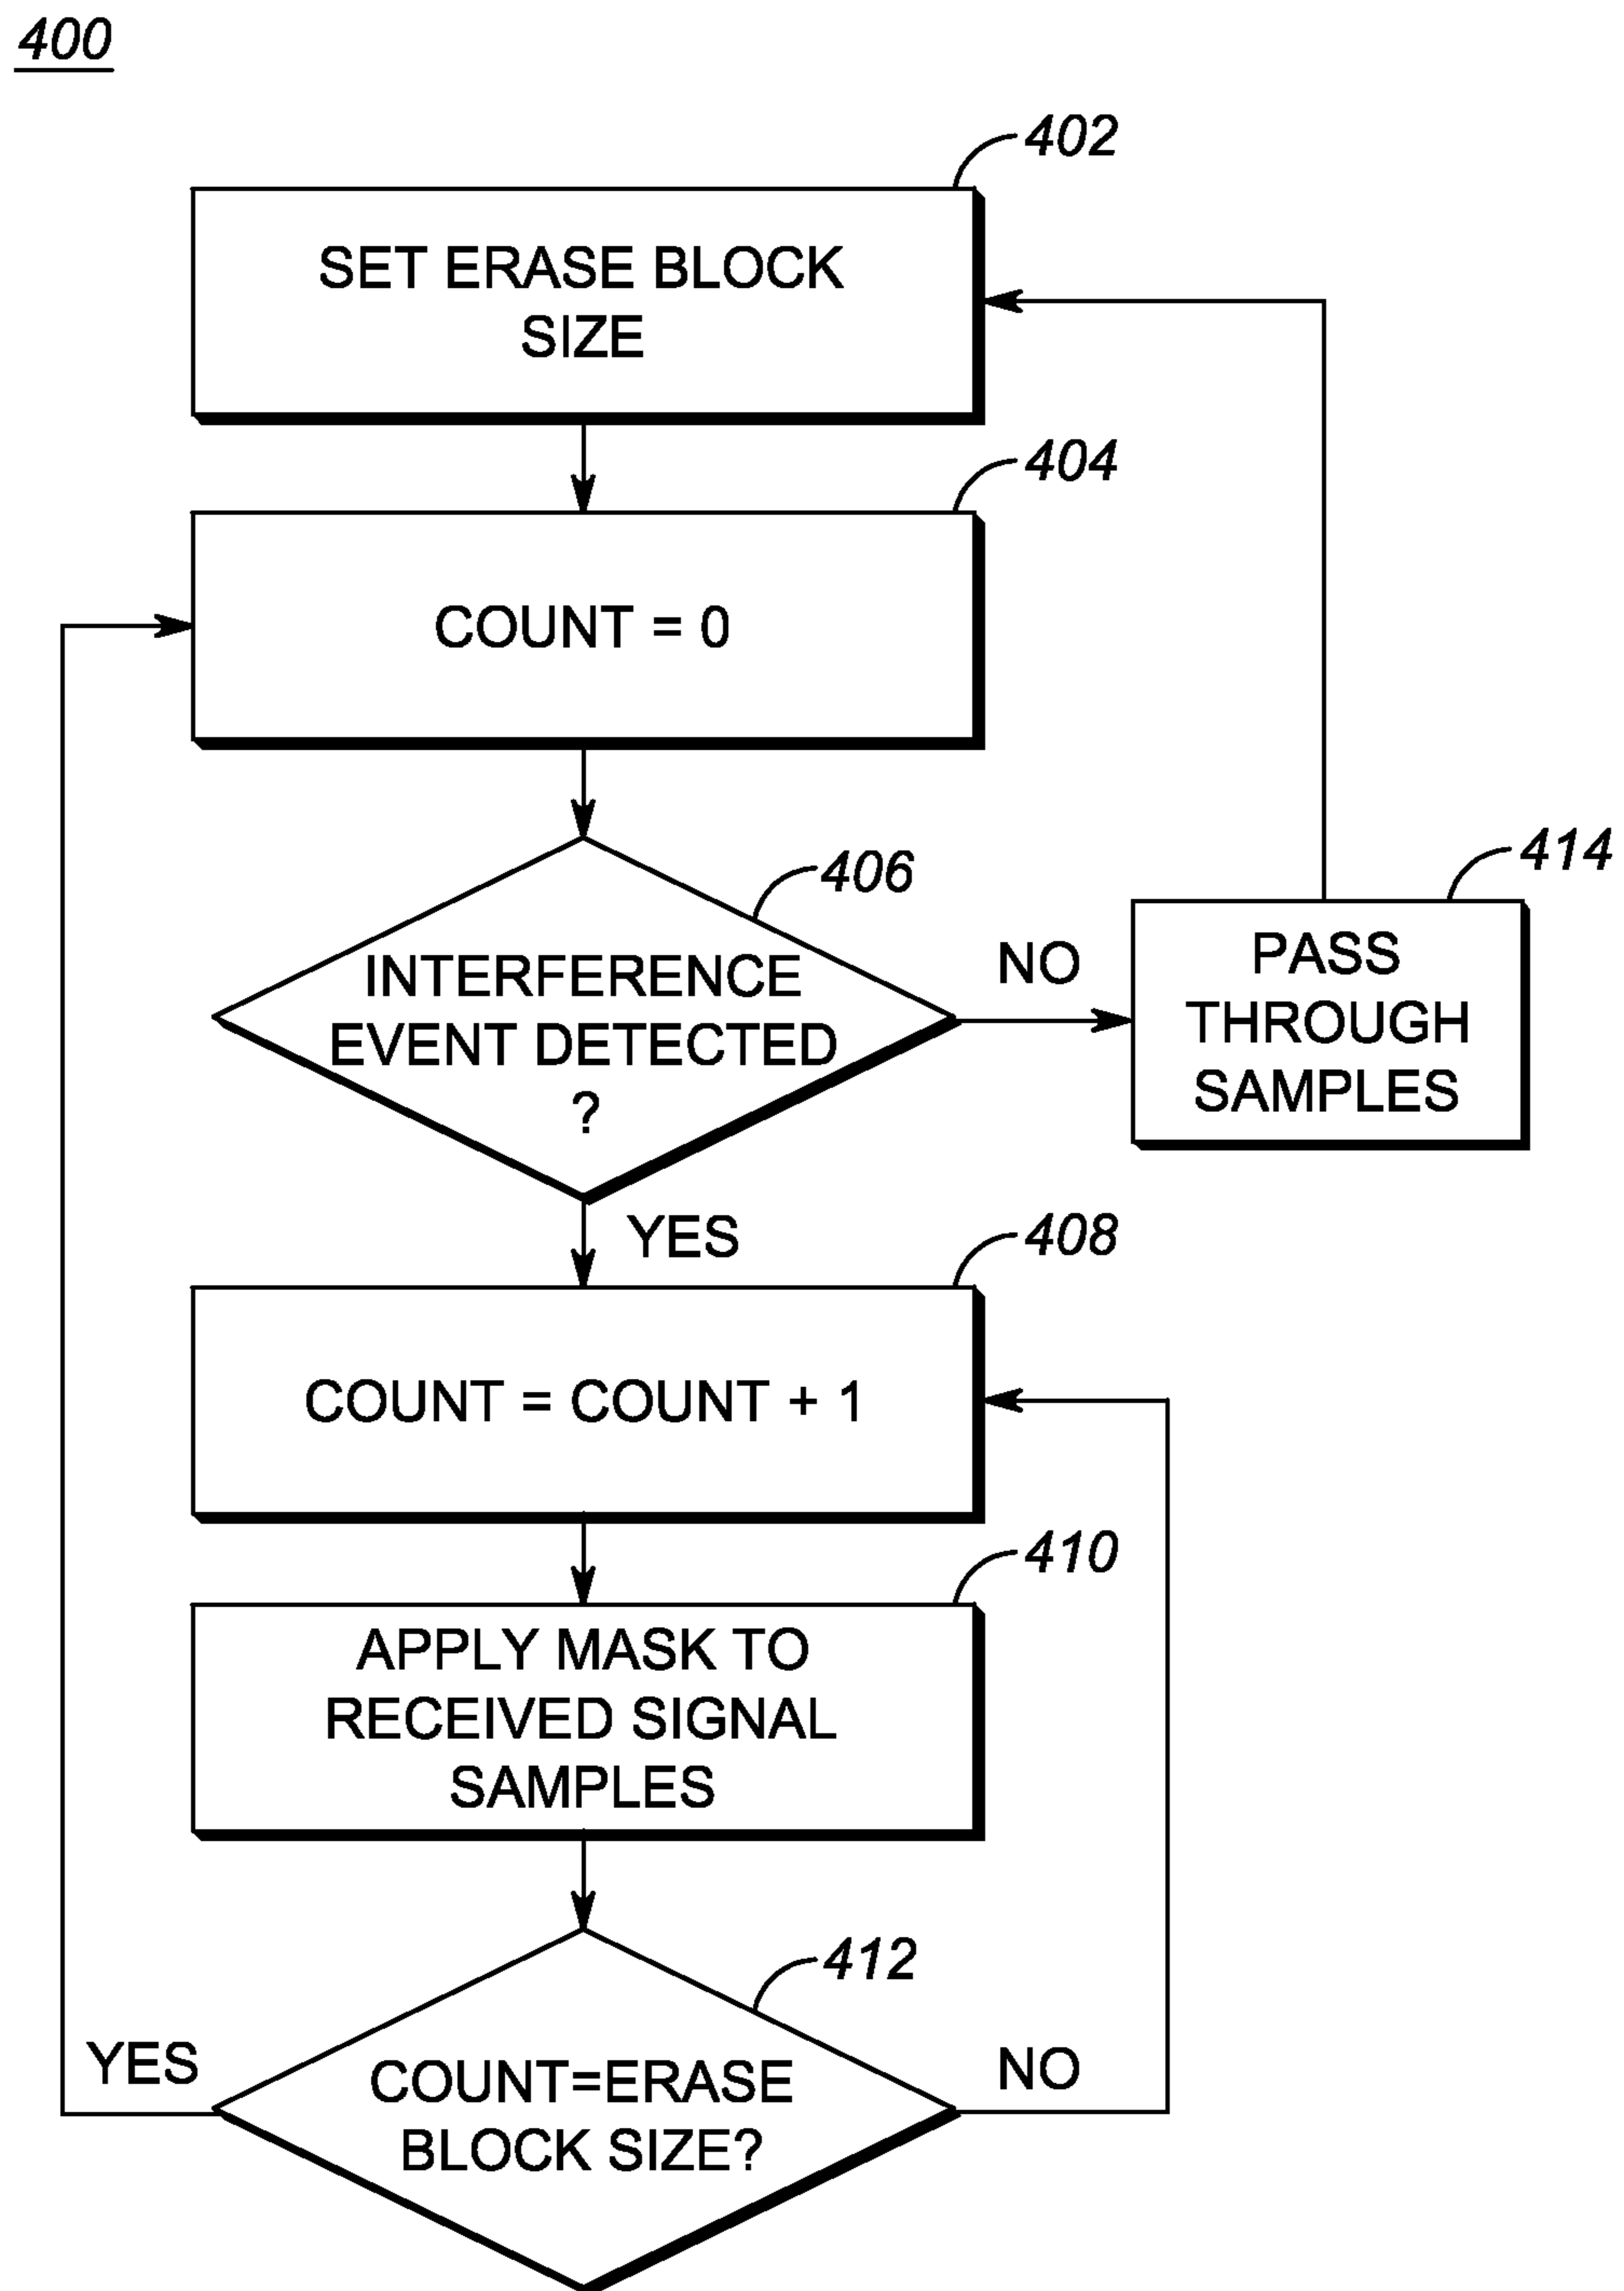 400
402
SET ERASE BLOCK
SIZE
404
COUNT = 0
406
INTERFERENCE
EVENT DETECTED
?
NO
414
PASS
THROUGH
SAMPLES
YES
408
COUNT = COUNT + 1
410
APPLY MASK TO
RECEIVED SIGNAL
SAMPLES
412
YES
COUNT=ERASE
BLOCK SIZE?
NO